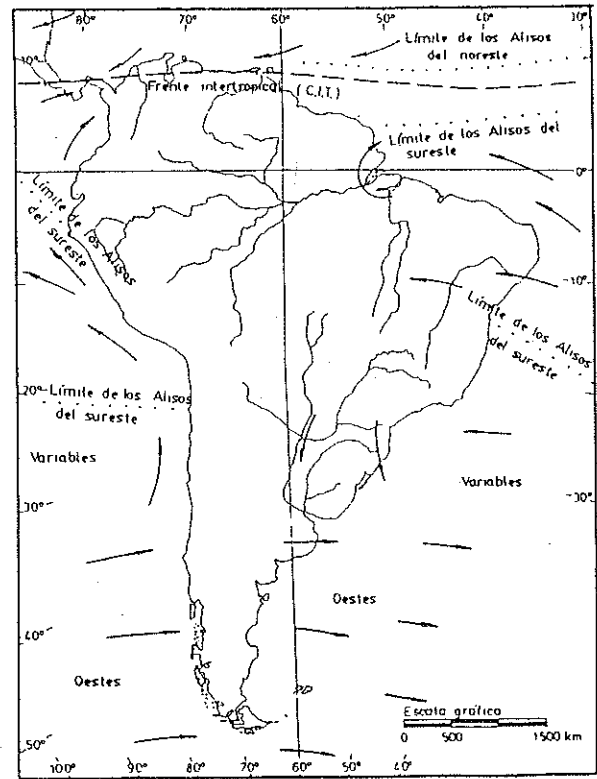 80° 70° 60° 50° 40° 10°
Límite de los Alisos
del noreste
10°
Frente intertropical (C.I.T.)
Límite de los Alisos del
sureste
0°
0°
Límite de los Alisos
del sureste
-10°
Límite de los Alisos
del sureste
20°
Límite de los Alisos
del sureste
Variables
Variables
30°
-30°
Oestes
40°
Oestes
Escala gráfica
0 500 1500 km
50°
100° 90° 80° 70° 60° 50° 40°